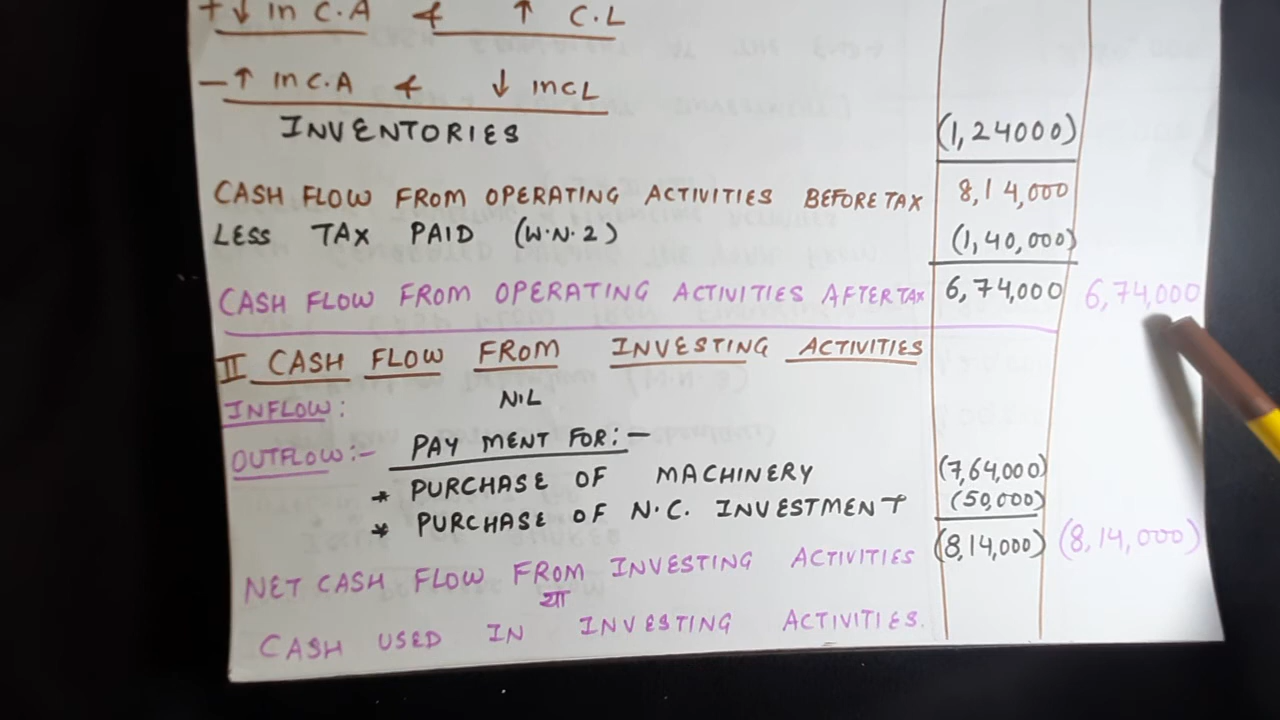 +↓ in C.A & ↑ C.L
-↑ in C.A & ↓ in CL
INVENTORIES (1,24000)
CASH FLOW FROM OPERATING ACTIVITIES BEFORE TAX 8,14,000
LESS TAX PAID (W.N.2) (1,40,000)
CASH FLOW FROM OPERATING ACTIVITIES AFTER TAX 6,74,000 6,74,000
II CASH FLOW FROM INVESTING ACTIVITIES
INFLOW: NIL
OUTFLOW:- PAYMENT FOR:-
* PURCHASE OF MACHINERY (7,64,000)
* PURCHASE OF N.C. INVESTMENT (50,000)
NET CASH FLOW FROM INVESTING ACTIVITIES (8,14,000) (8,14,000)
या
CASH USED IN INVESTING ACTIVITIES.